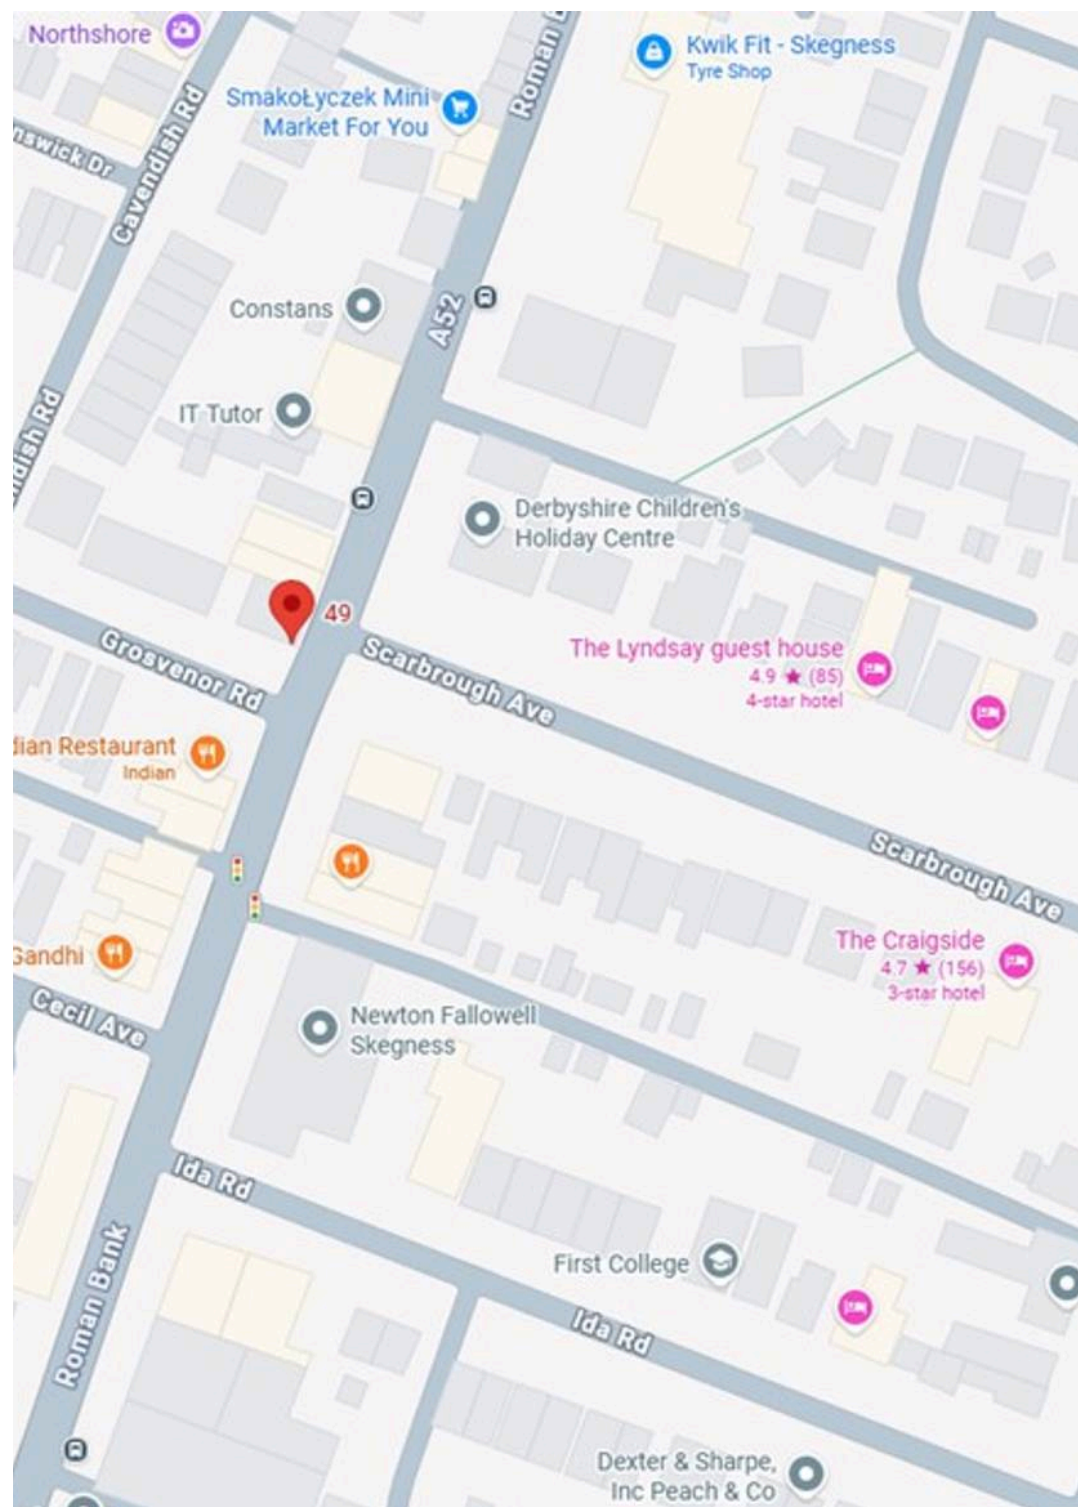 Northshore
Kwik Fit - Skegness
Tyre Shop
SmakoŁyczek Mini
Market For You
Roman
nswick Dr
Cavendish Rd
Constans
A52
IT Tutor
ndish Rd
Derbyshire Children's
Holiday Centre
49
Grosvenor Rd
Scarbrough Ave
The Lyndsay guest house
4.9 ★ (85)
4-star hotel
dian Restaurant
Indian
Scarbrough Ave
Gandhi
The Craigside
4.7 ★ (156)
3-star hotel
Cecil Ave
Newton Fallowell
Skegness
Ida Rd
Roman Bank
First College
Ida Rd
Dexter & Sharpe,
Inc Peach & Co